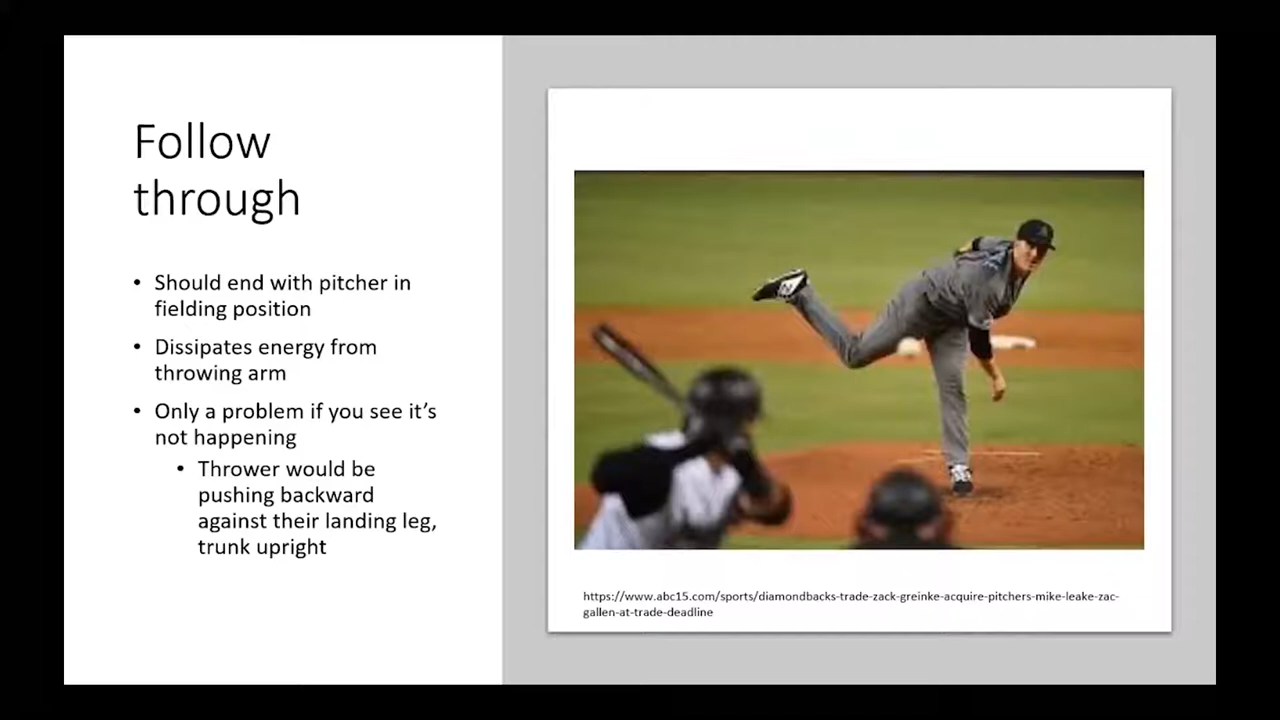 Follow
through
• Should end with pitcher in
fielding position
• Dissipates energy from
throwing arm
• Only a problem if you see it’s
not happening
• Thrower would be
pushing backward
against their landing leg,
trunk upright
https://www.abc15.com/sports/diamondbacks-trade-zack-greinke-acquire-pitchers-mike-leake-zac-
gallen-at-trade-deadline